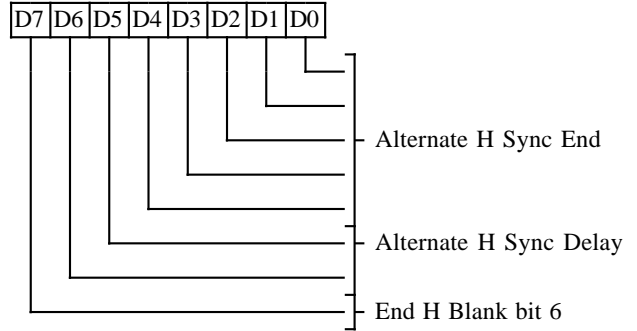 D7 D6 D5 D4 D3 D2 D1 D0
Alternate H Sync End
Alternate H Sync Delay
End H Blank bit 6